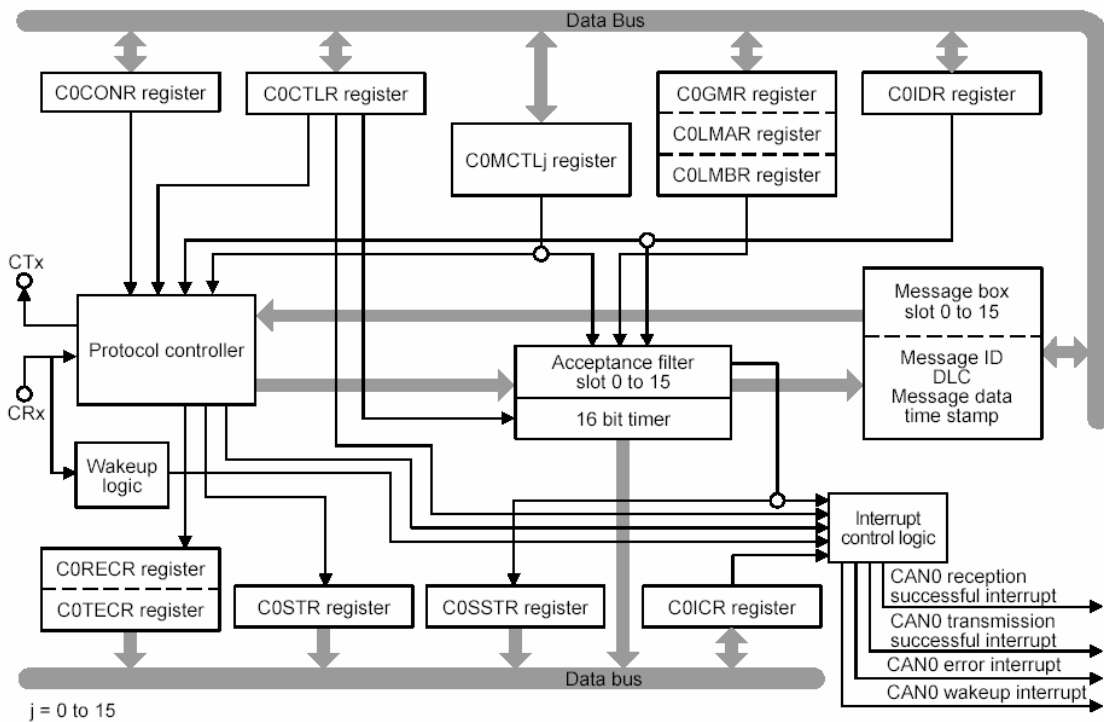 Data Bus
C0CONR register
C0CTLR register
C0MCTLj register
C0GMR register
C0LMAR register
C0LMBR register
C0IDR register
CTx
CRx
Protocol controller
Acceptance filter
slot 0 to 15
16 bit timer
Message box
slot 0 to 15
Message ID
DLC
Message data
time stamp
Wakeup
logic
Interrupt
control logic
C0RECR register
C0TECR register
C0STR register
C0SSTR register
C0ICR register
CAN0 reception
successful interrupt
CAN0 transmission
successful interrupt
CAN0 error interrupt
CAN0 wakeup interrupt
Data bus
j = 0 to 15